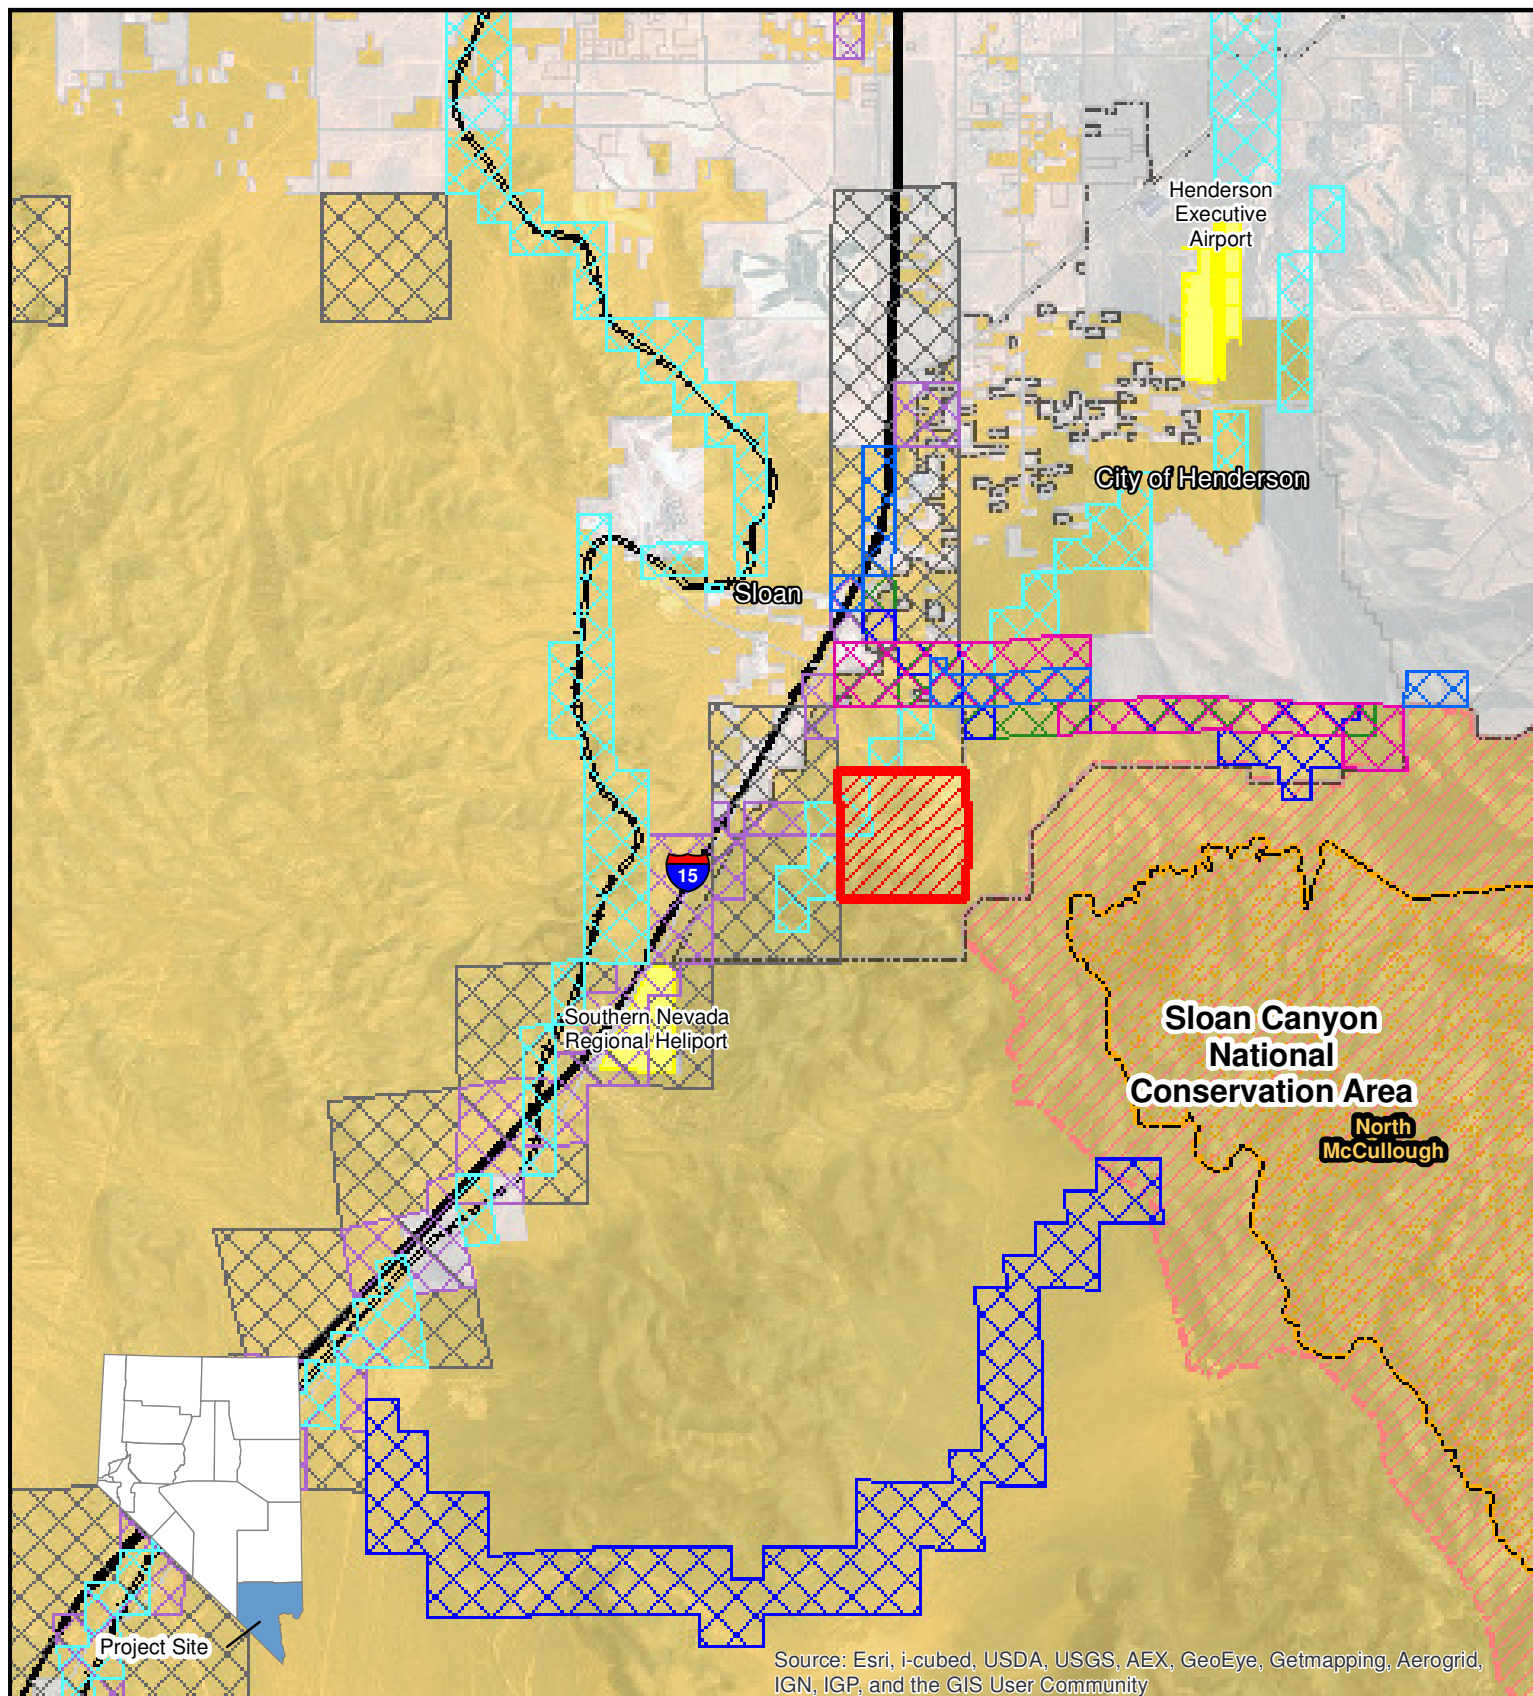 Henderson
Executive
Airport
City of Henderson
Sloan
15
Southern Nevada
Regional Heliport
Sloan Canyon
National
Conservation Area
North
McCullough
Project Site
Source: Esri, i-cubed, USDA, USGS, AEX, GeoEye, Getmapping, Aerogrid,
IGN, IGP, and the GIS User Community